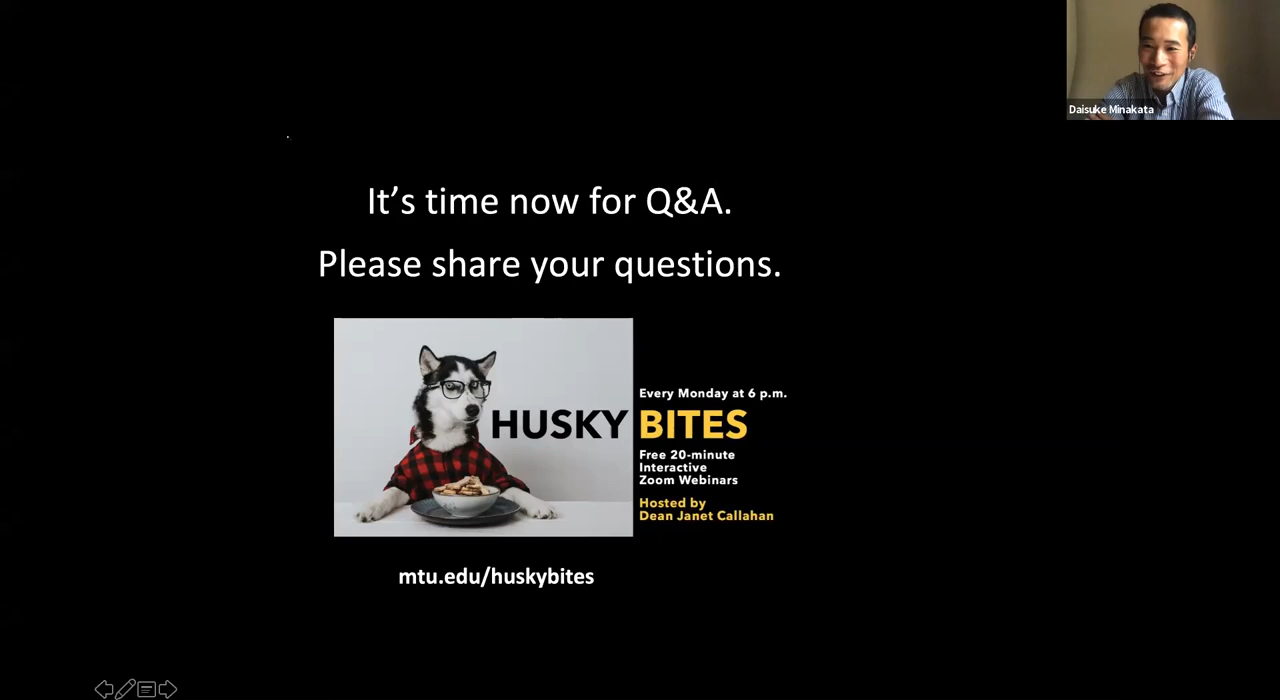 Daisuke Minakata
It's time now for Q&A.
Please share your questions.
Every Monday at 6 p.m.
HUSKY BITES
Free 20-minute
Interactive
Zoom Webinars
Hosted by
Dean Janet Callahan
mtu.edu/huskybites